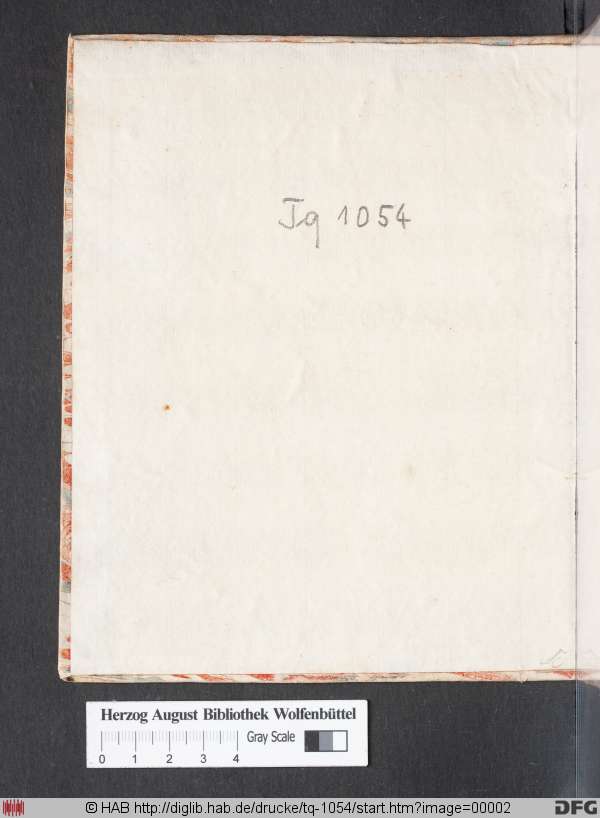 Tq 1054
Herzog August Bibliothek Wolfenbüttel
Gray Scale
0 1 2 3 4
© HAB http://diglib.hab.de/drucke/tq-1054/start.htm?image=00002
DFG